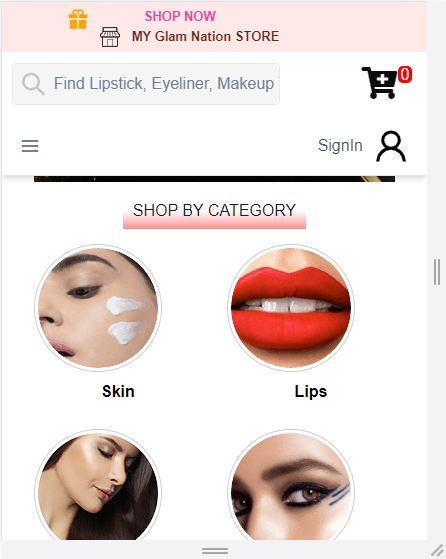 SHOP NOW
MY Glam Nation STORE
Find Lipstick, Eyeliner, Makeup
0
SignIn
SHOP BY CATEGORY
Skin
Lips